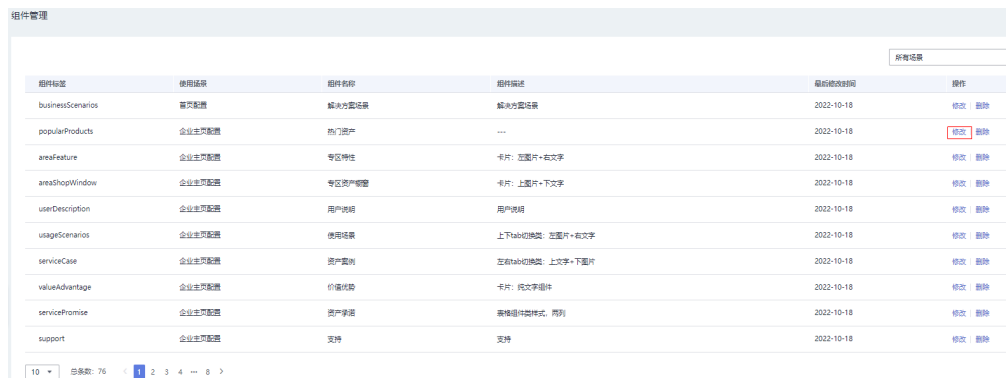 组件管理
所有场景
组件标签 使用场景 组件名称 组件描述 最后修改时间 操作
businessScenarios 首页配置 解决方案场景 解决方案场景 2022-10-18 修改 删除
popularProducts 企业主页配置 热门资产 --- 2022-10-18 修改 删除
areaFeature 企业主页配置 专区特性 卡片：左图片+右文字 2022-10-18 修改 删除
areaShopWindow 企业主页配置 专区资产橱窗 卡片：上图片+下文字 2022-10-18 修改 删除
userDescription 企业主页配置 用户说明 用户说明 2022-10-18 修改 删除
usageScenarios 企业主页配置 使用场景 上下tab切换类：左图片+右文字 2022-10-18 修改 删除
serviceCase 企业主页配置 资产案例 左右tab切换类：上文字+下图片 2022-10-18 修改 删除
valueAdvantage 企业主页配置 价值优势 卡片：纯文字组件 2022-10-18 修改 删除
servicePromise 企业主页配置 资产承诺 表格组件类样式，两列 2022-10-18 修改 删除
support 企业主页配置 支持 支持 2022-10-18 修改 删除
10 总条数：76 < 1 2 3 4 ... 8 >